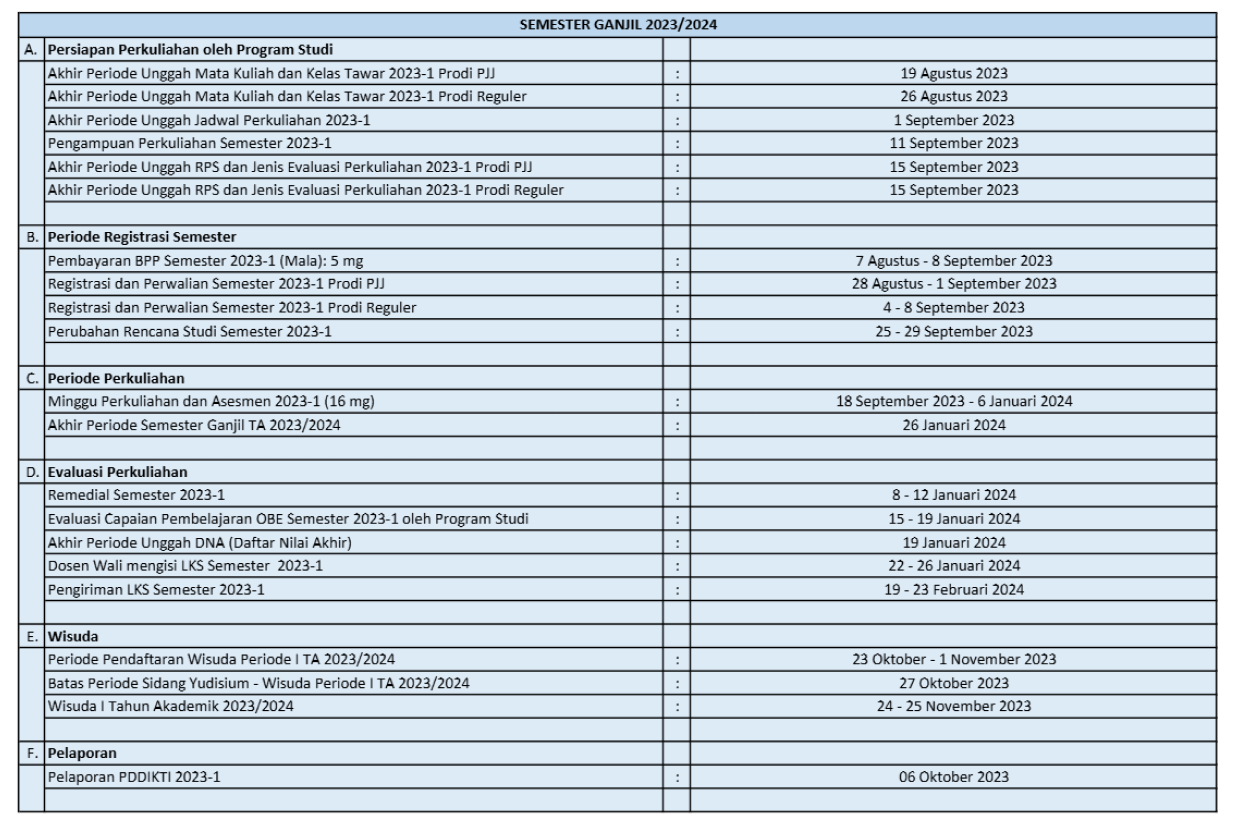 SEMESTER GANJIL 2023/2024
A. Persiapan Perkuliahan oleh Program Studi
Akhir Periode Unggah Mata Kuliah dan Kelas Tawar 2023-1 Prodi PJJ : 19 Agustus 2023
Akhir Periode Unggah Mata Kuliah dan Kelas Tawar 2023-1 Prodi Reguler : 26 Agustus 2023
Akhir Periode Unggah Jadwal Perkuliahan 2023-1 : 1 September 2023
Pengampuan Perkuliahan Semester 2023-1 : 11 September 2023
Akhir Periode Unggah RPS dan Jenis Evaluasi Perkuliahan 2023-1 Prodi PJJ : 15 September 2023
Akhir Periode Unggah RPS dan Jenis Evaluasi Perkuliahan 2023-1 Prodi Reguler : 15 September 2023
B. Periode Registrasi Semester
Pembayaran BPP Semester 2023-1 (Mala): 5 mg : 7 Agustus - 8 September 2023
Registrasi dan Perwalian Semester 2023-1 Prodi PJJ : 28 Agustus - 1 September 2023
Registrasi dan Perwalian Semester 2023-1 Prodi Reguler : 4 - 8 September 2023
Perubahan Rencana Studi Semester 2023-1 : 25 - 29 September 2023
C. Periode Perkuliahan
Minggu Perkuliahan dan Asesmen 2023-1 (16 mg) : 18 September 2023 - 6 Januari 2024
Akhir Periode Semester Ganjil TA 2023/2024 : 26 Januari 2024
D. Evaluasi Perkuliahan
Remedial Semester 2023-1 : 8 - 12 Januari 2024
Evaluasi Capaian Pembelajaran OBE Semester 2023-1 oleh Program Studi : 15 - 19 Januari 2024
Akhir Periode Unggah DNA (Daftar Nilai Akhir) : 19 Januari 2024
Dosen Wali mengisi LKS Semester 2023-1 : 22 - 26 Januari 2024
Pengiriman LKS Semester 2023-1 : 19 - 23 Februari 2024
E. Wisuda
Periode Pendaftaran Wisuda Periode I TA 2023/2024 : 23 Oktober - 1 November 2023
Batas Periode Sidang Yudisium - Wisuda Periode I TA 2023/2024 : 27 Oktober 2023
Wisuda I Tahun Akademik 2023/2024 : 24 - 25 November 2023
F. Pelaporan
Pelaporan PDDIKTI 2023-1 : 06 Oktober 2023